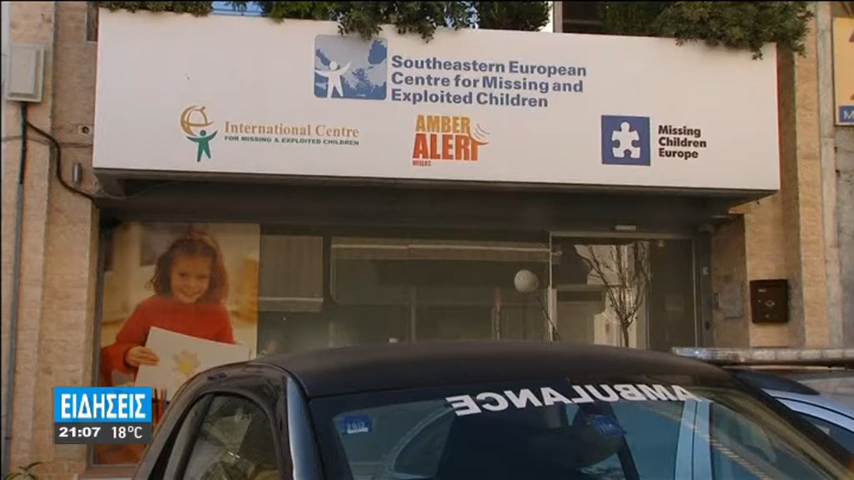 Southeastern European
Centre for Missing and
Exploited Children
International Centre
FOR MISSING & EXPLOITED CHILDREN
AMBER
ALERT
HELLAS
Missing
Children
Europe
ΕΙΔΗΣΕΙΣ
21:07 18°C
AMBULANCE